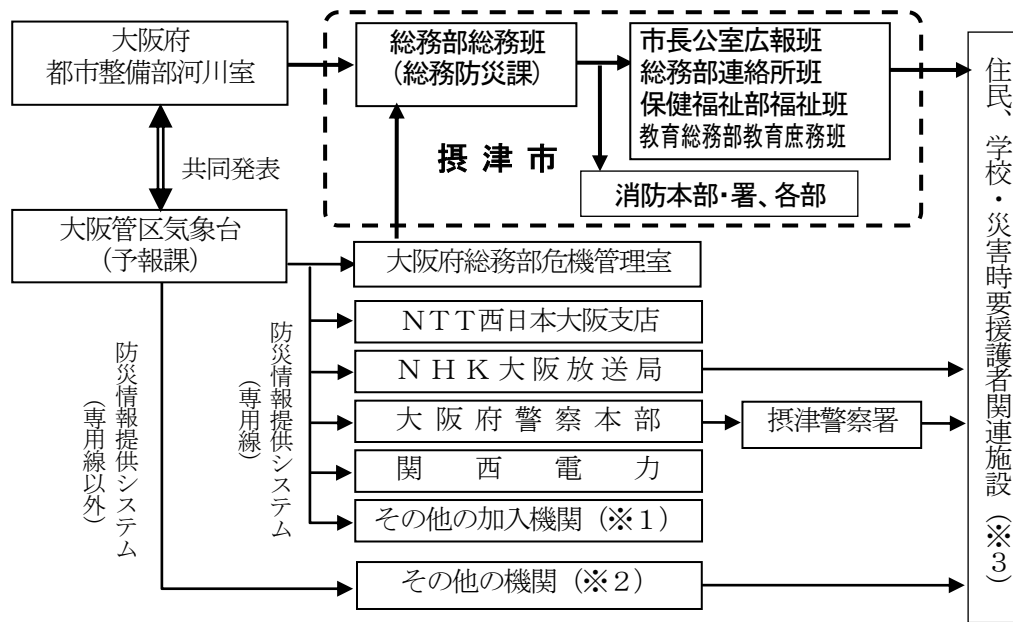 大阪府
都市整備部河川室
総務部総務班
(総務防災課)
市長公室広報班
総務部連絡所班
保健福祉部福祉班
教育総務部教育庶務班
摂津市
消防本部・署、各部
共同発表
大阪管区気象台
(予報課)
大阪府総務部危機管理室
NTT西日本大阪支店
NHK大阪放送局
大阪府警察本部
摂津警察署
関西電力
その他の加入機関(※1)
その他の機関(※2)
防災情報提供システム
(専用線)
防災情報提供システム
(専用線以外)
住民、学校・災害時要援護者関連施設(※3)